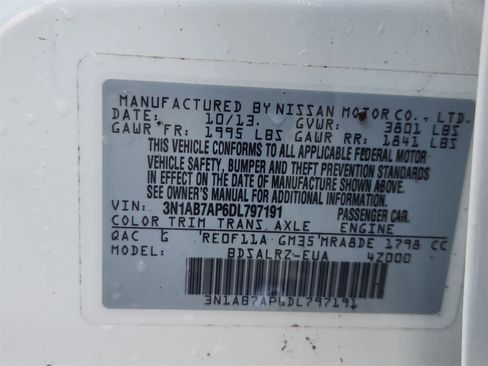 MANUFACTURED BY NISSAN MOTOR CO., LTD.
DATE: 10/13. GVWR: 3801 LBS
GAWR FR: 1995 LBS GAWR RR: 1841 LBS
THIS VEHICLE CONFORMS TO ALL APPLICABLE FEDERAL MOTOR
VEHICLE SAFETY, BUMPER AND THEFT PREVENTION STANDARDS
IN EFFECT ON THE DATE OF MANUFACTURE SHOWN ABOVE.
SEE OWNER'S MANUAL FOR ADDITIONAL INFORMATION.
VIN: 3N1AB7AP6DL797191 PASSENGER CAR.
COLOR TRIM TRANS AXLE ENGINE
QAC G RE0F11A GM35 MRA8DE 1798 CC
MODEL: BDSALRZ-EUA 4Z000
3N1AB7AP6DL797191